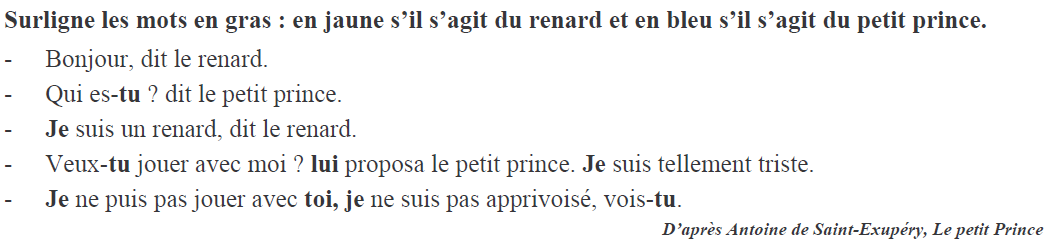 Surligne les mots en gras : en jaune s’il s’agit du renard et en bleu s’il s’agit du petit prince.
- Bonjour, dit le renard.
- Qui es-tu ? dit le petit prince.
- Je suis un renard, dit le renard.
- Veux-tu jouer avec moi ? lui proposa le petit prince. Je suis tellement triste.
- Je ne puis pas jouer avec toi, je ne suis pas apprivoisé, vois-tu.
D’après Antoine de Saint-Exupéry, Le petit Prince